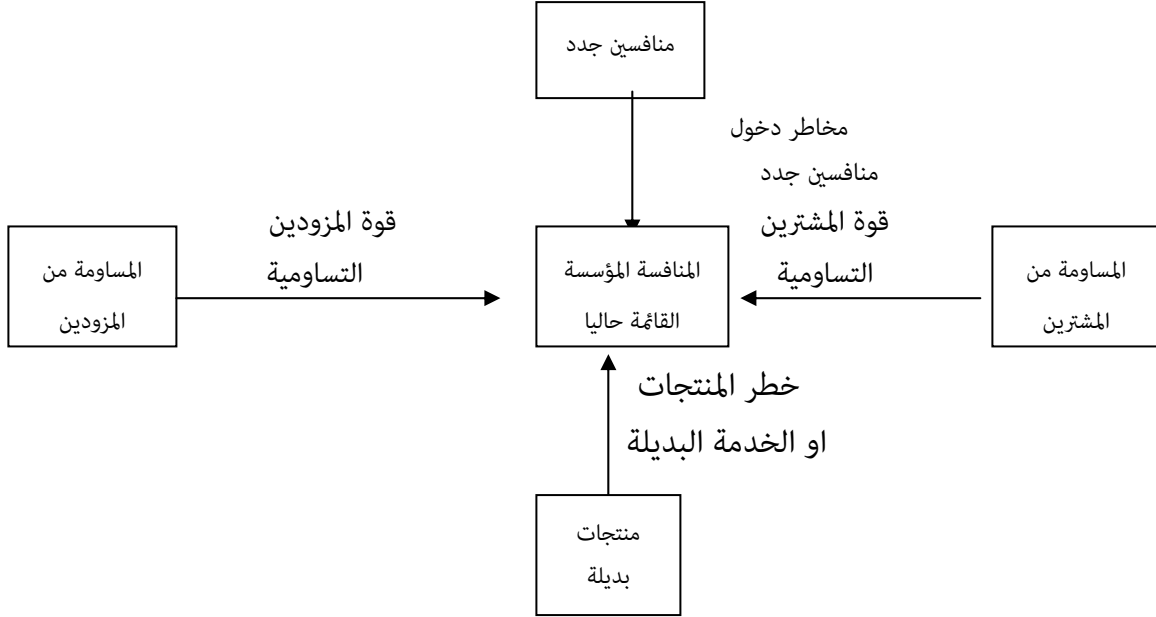 منافسين جدد
مخاطر دخول
منافسين جدد
قوة المشترين
التساومية
المساومة من
المشترين
المنافسة المؤسسة
القائمة حاليا
قوة المزودين
التساومية
المساومة من
المزودين
خطر المنتجات
او الخدمة البديلة
منتجات
بديلة